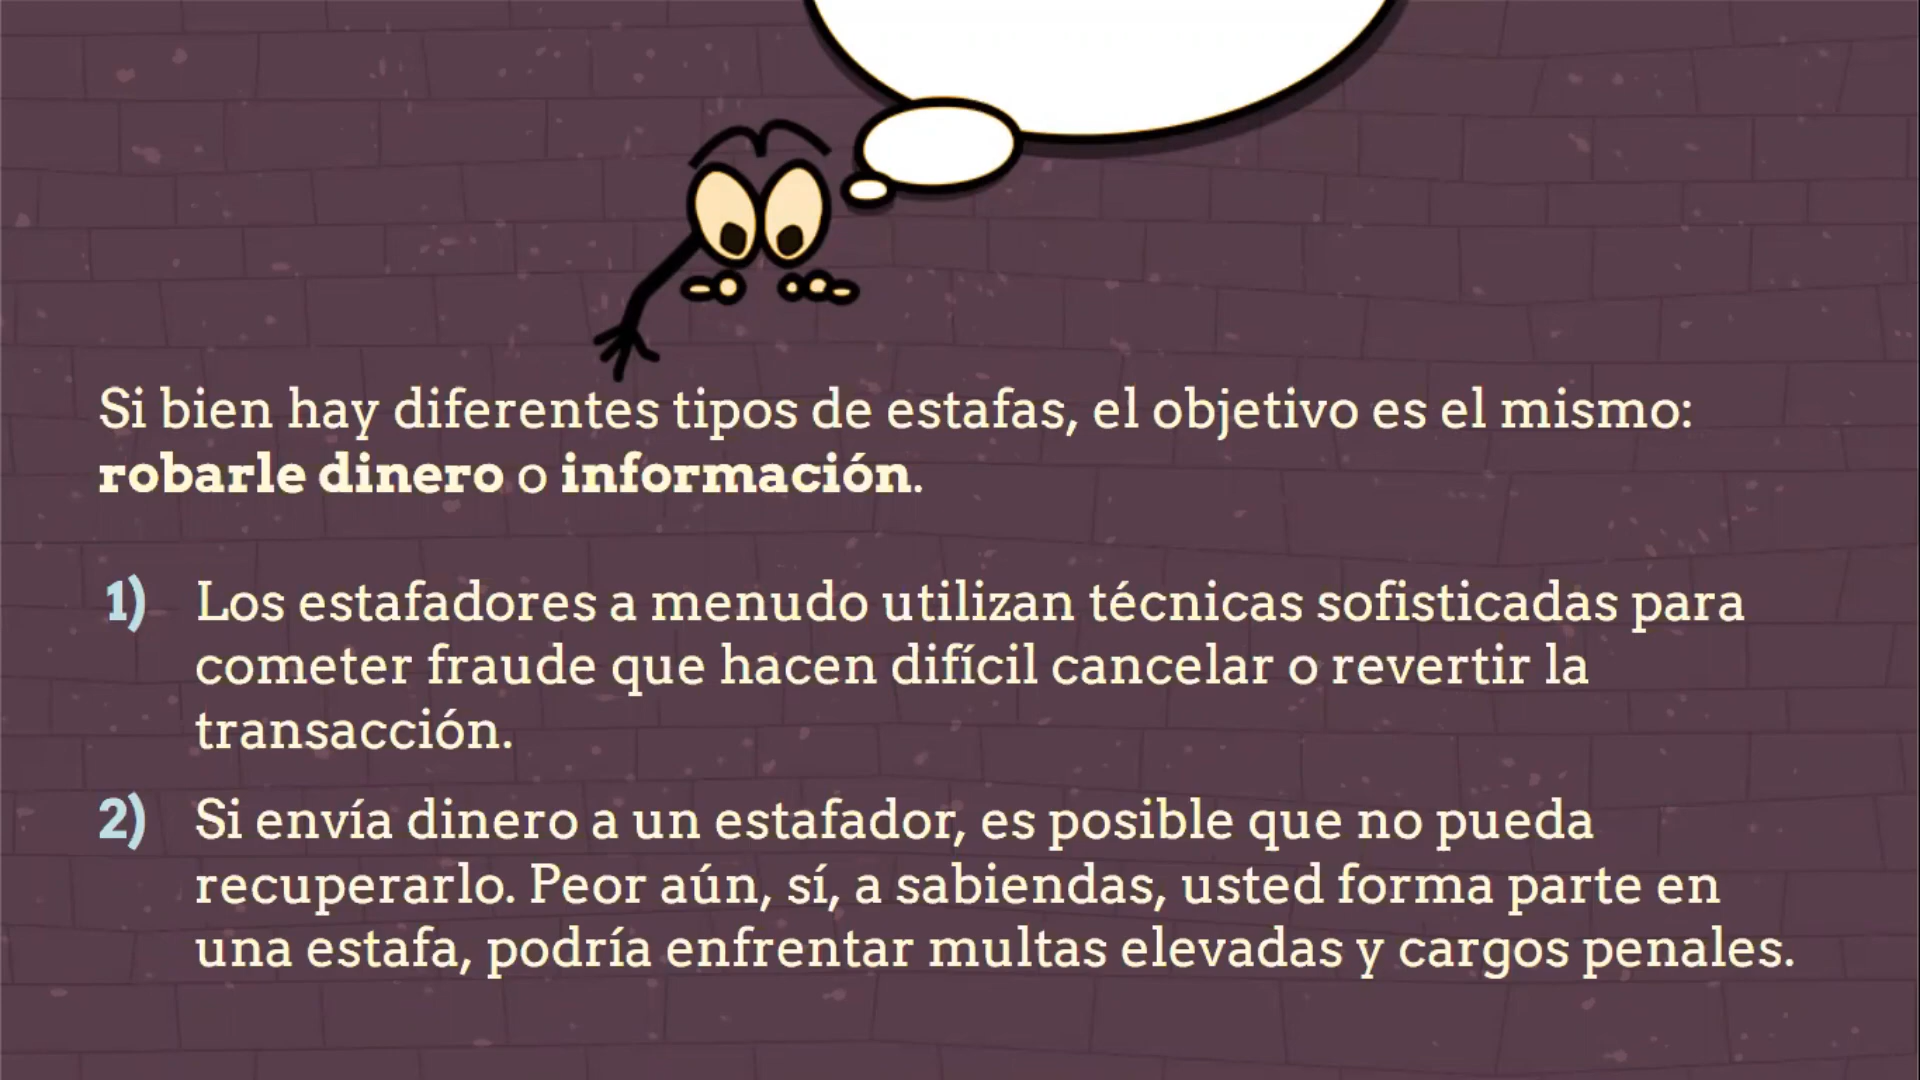 Si bien hay diferentes tipos de estafas, el objetivo es el mismo:
robarle dinero o información.
1) Los estafadores a menudo utilizan técnicas sofisticadas para
cometer fraude que hacen difícil cancelar o revertir la
transacción.
2) Si envía dinero a un estafador, es posible que no pueda
recuperarlo. Peor aún, sí, a sabiendas, usted forma parte en
una estafa, podría enfrentar multas elevadas y cargos penales.